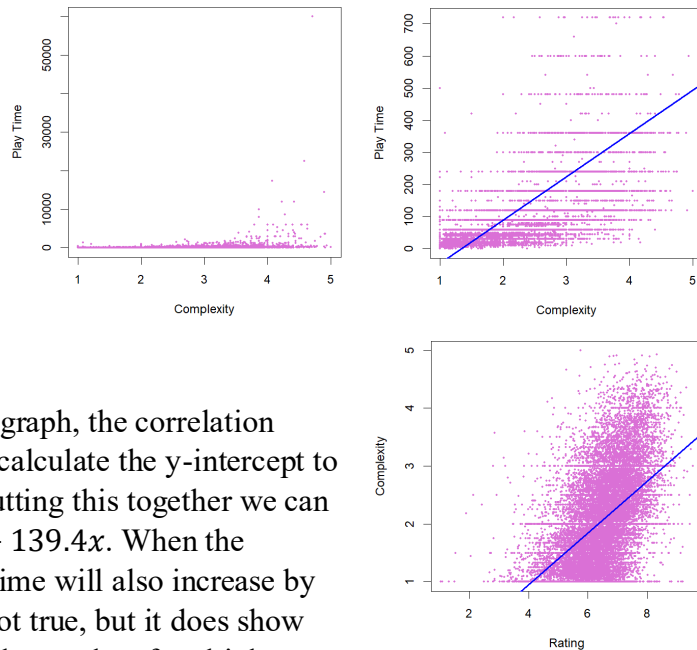 50000
30000
10000
0
Play Time
1 2 3 4 5
Complexity
700
600
500
400
300
200
100
0
Play Time
1 2 3 4 5
Complexity
graph, the correlation
calculate the y-intercept to
utting this together we can
139.4x. When the
ime will also increase by
ot true, but it does show
5
4
3
2
1
Complexity
2 4 6 8
Rating